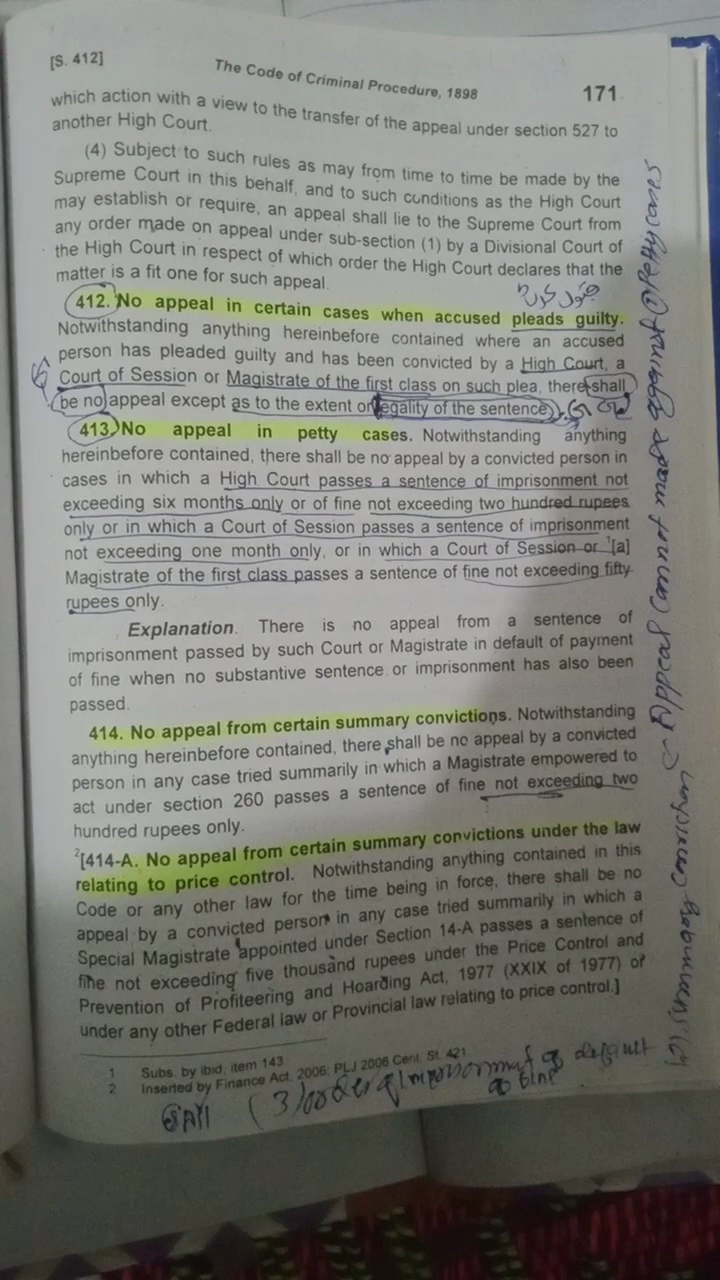 [S. 412]
The Code of Criminal Procedure, 1898
171
which action with a view to the transfer of the appeal under section 527 to
another High Court.
(4) Subject to such rules as may from time to time be made by the
Supreme Court in this behalf, and to such conditions as the High Court
may establish or require, an appeal shall lie to the Supreme Court from
any order made on appeal under sub-section (1) by a Divisional Court of
the High Court in respect of which order the High Court declares that the
matter is a fit one for such appeal.
412. No appeal in certain cases when accused pleads guilty.
Notwithstanding anything hereinbefore contained where an accused
person has pleaded guilty and has been convicted by a High Court, a
Court of Session or Magistrate of the first class on such plea, there shall
be no appeal except as to the extent or legality of the sentence.
413. No appeal in petty cases. Notwithstanding anything
hereinbefore contained, there shall be no appeal by a convicted person in
cases in which a High Court passes a sentence of imprisonment not
exceeding six months only or of fine not exceeding two hundred rupees
only or in which a Court of Session passes a sentence of imprisonment
not exceeding one month only, or in which a Court of Session or 1[a]
Magistrate of the first class passes a sentence of fine not exceeding fifty
rupees only.
Explanation. There is no appeal from a sentence of
imprisonment passed by such Court or Magistrate in default of payment
of fine when no substantive sentence or imprisonment has also been
passed.
414. No appeal from certain summary convictions. Notwithstanding
anything hereinbefore contained, there shall be no appeal by a convicted
person in any case tried summarily in which a Magistrate empowered to
act under section 260 passes a sentence of fine not exceeding two
hundred rupees only.
2[414-A. No appeal from certain summary convictions under the law
relating to price control. Notwithstanding anything contained in this
Code or any other law for the time being in force, there shall be no
appeal by a convicted person in any case tried summarily in which a
Special Magistrate appointed under Section 14-A passes a sentence of
fine not exceeding five thousand rupees under the Price Control and
Prevention of Profiteering and Hoarding Act, 1977 (XXIX of 1977) or
under any other Federal law or Provincial law relating to price control.]
1 Subs. by ibid. item 143
2 Inserted by Finance Act, 2006; PLJ 2006 Cent. St. 421